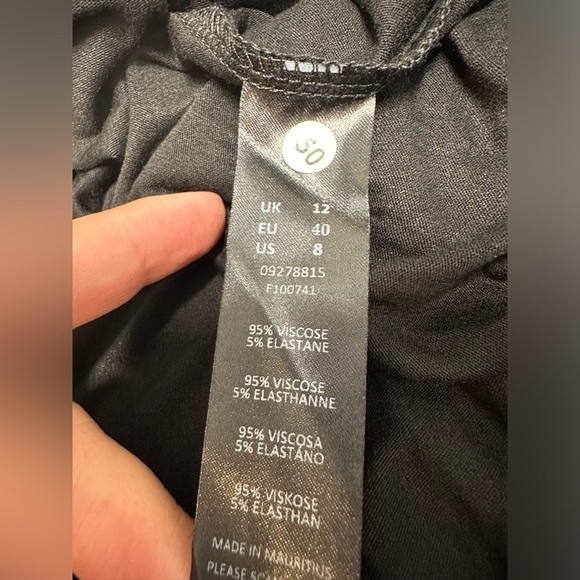 50
UK 12
EU 40
US 8
09278815
F100741
95% VISCOSE
5% ELASTANE
95% VISCOSE
5% ELASTHANNE
95% VISCOSA
5% ELASTANO
95% VISKOSE
5% ELASTHAN
MADE IN MAURITIUS
PLEASE